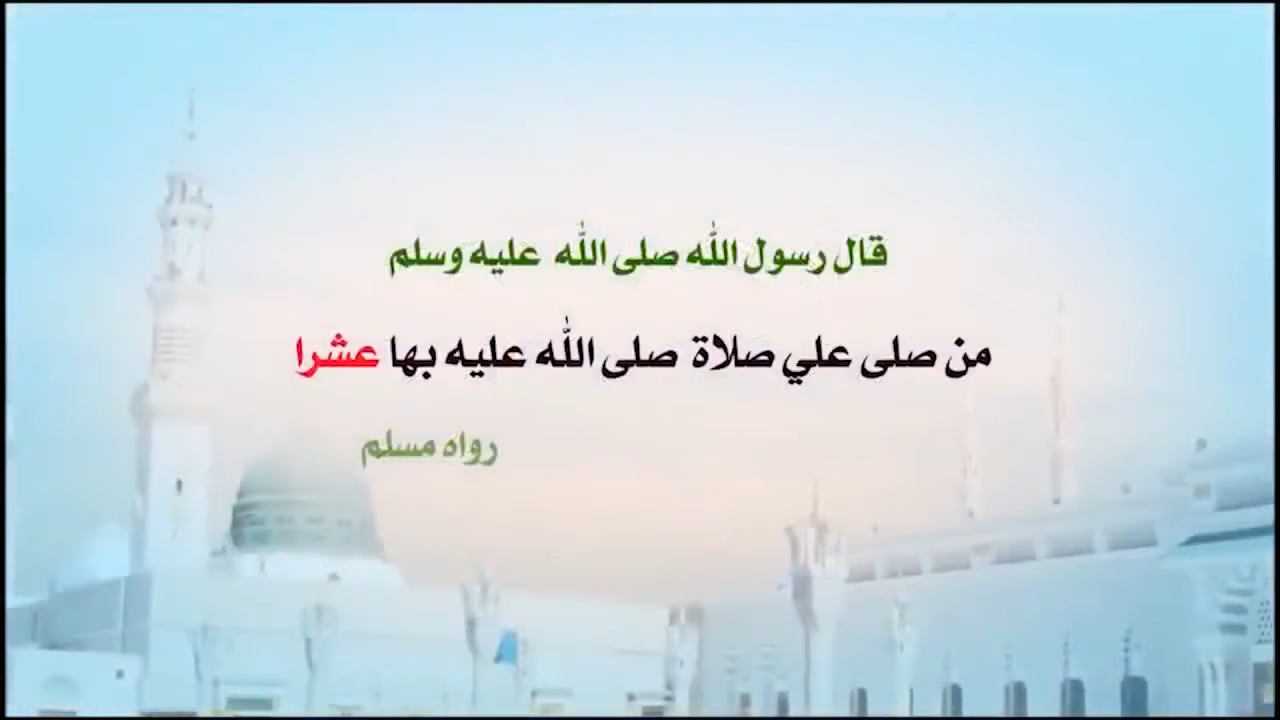 قال رسول الله صلى الله عليه وسلم
من صلى علي صلاة صلى الله عليه بها عشرا
رواه مسلم